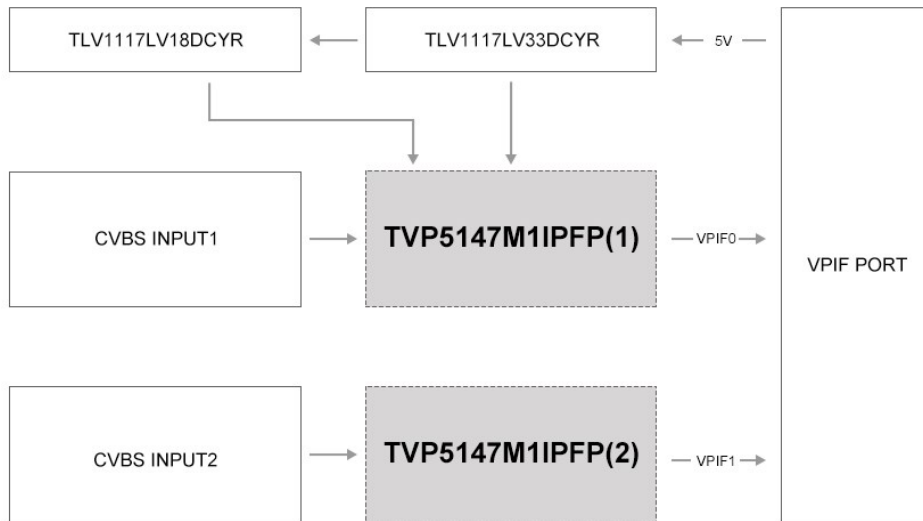 TLV1117LV18DCYR
TLV1117LV33DCYR
5V
CVBS INPUT1
TVP5147M1IPFP(1)
VPIF0
VPIF PORT
CVBS INPUT2
TVP5147M1IPFP(2)
VPIF1